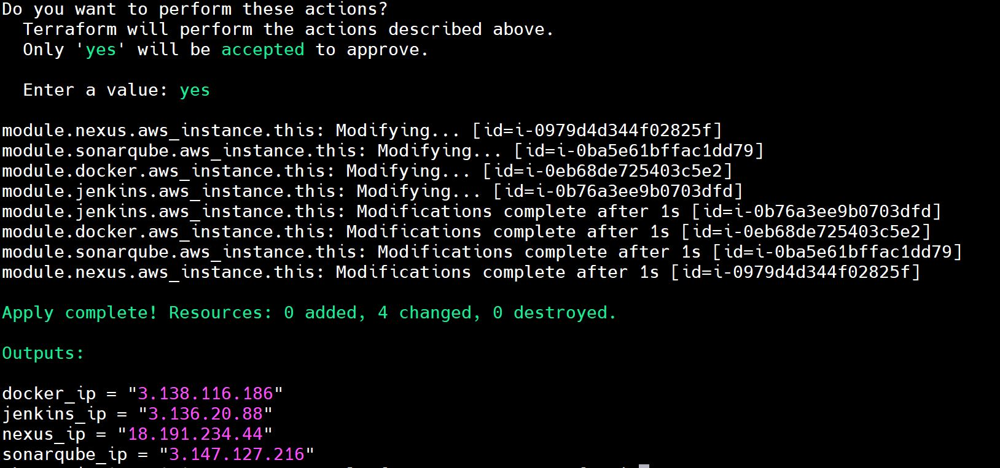 Do you want to perform these actions?
Terraform will perform the actions described above.
Only 'yes' will be accepted to approve.
Enter a value: yes
module.nexus.aws_instance.this: Modifying... [id=i-0979d4d344f02825f]
module.sonarqube.aws_instance.this: Modifying... [id=i-0ba5e61bffac1dd79]
module.docker.aws_instance.this: Modifying... [id=i-0eb68de725403c5e2]
module.jenkins.aws_instance.this: Modifying... [id=i-0b76a3ee9b0703dfd]
module.jenkins.aws_instance.this: Modifications complete after 1s [id=i-0b76a3ee9b0703dfd]
module.docker.aws_instance.this: Modifications complete after 1s [id=i-0eb68de725403c5e2]
module.sonarqube.aws_instance.this: Modifications complete after 1s [id=i-0ba5e61bffac1dd79]
module.nexus.aws_instance.this: Modifications complete after 1s [id=i-0979d4d344f02825f]
Apply complete! Resources: 0 added, 4 changed, 0 destroyed.
Outputs:
docker_ip = "3.138.116.186"
jenkins_ip = "3.136.20.88"
nexus_ip = "18.191.234.44"
sonarqube_ip = "3.147.127.216"